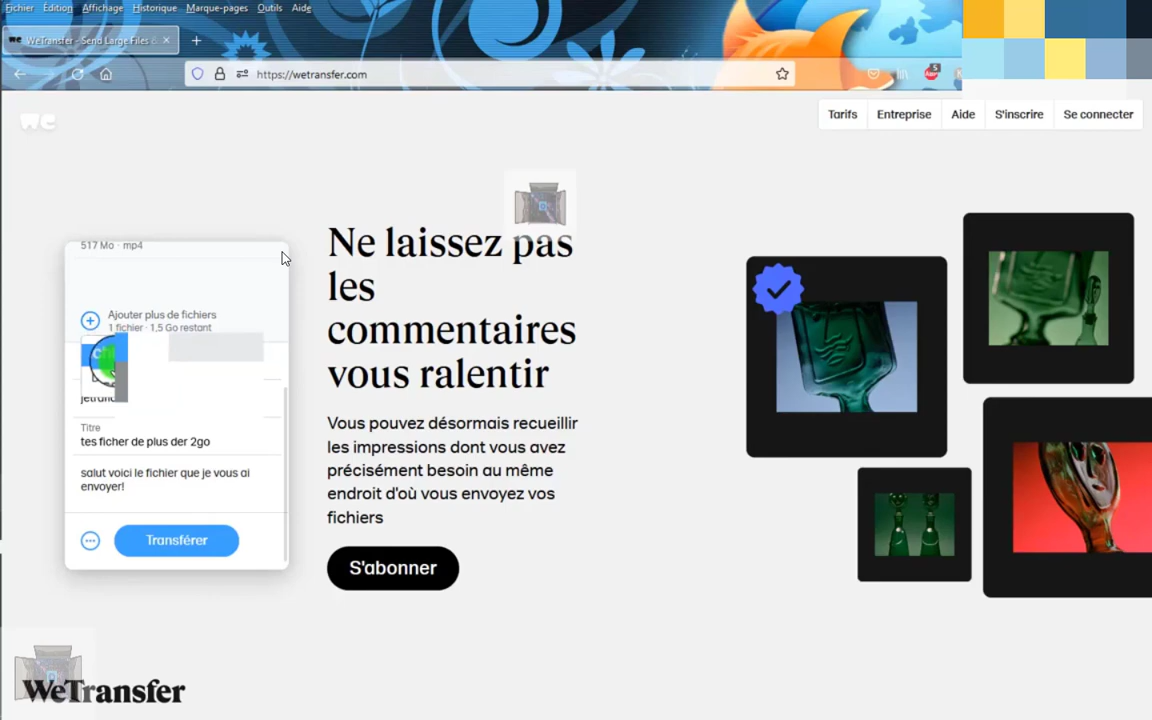 Fichier Édition Affichage Historique Marque-pages Outils Aide
WeTransfer - Send Large Files &
https://wetransfer.com
5
we
Tarifs Entreprise Aide S'inscrire Se connecter
517 Mo · mp4
Ajouter plus de fichiers
1 fichier · 1,5 Go restant
Titre
tes ficher de plus der 2go
salut voici le fichier que je vous ai
envoyer!
Transférer
Ne laissez pas
les
commentaires
vous ralentir
Vous pouvez désormais recueillir
les impressions dont vous avez
précisément besoin au même
endroit d'où vous envoyez vos
fichiers
S'abonner
WeTransfer